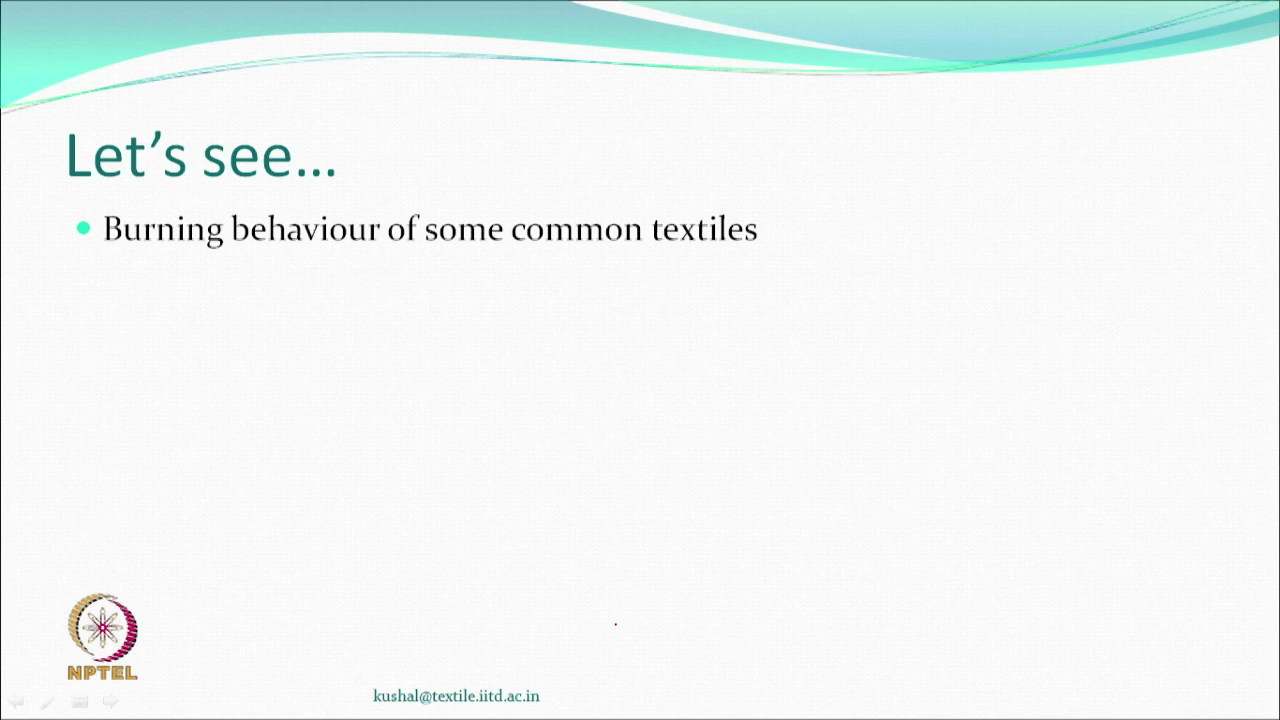 Let's see...
Burning behaviour of some common textiles
NPTEL
kushal@textile.iitd.ac.in